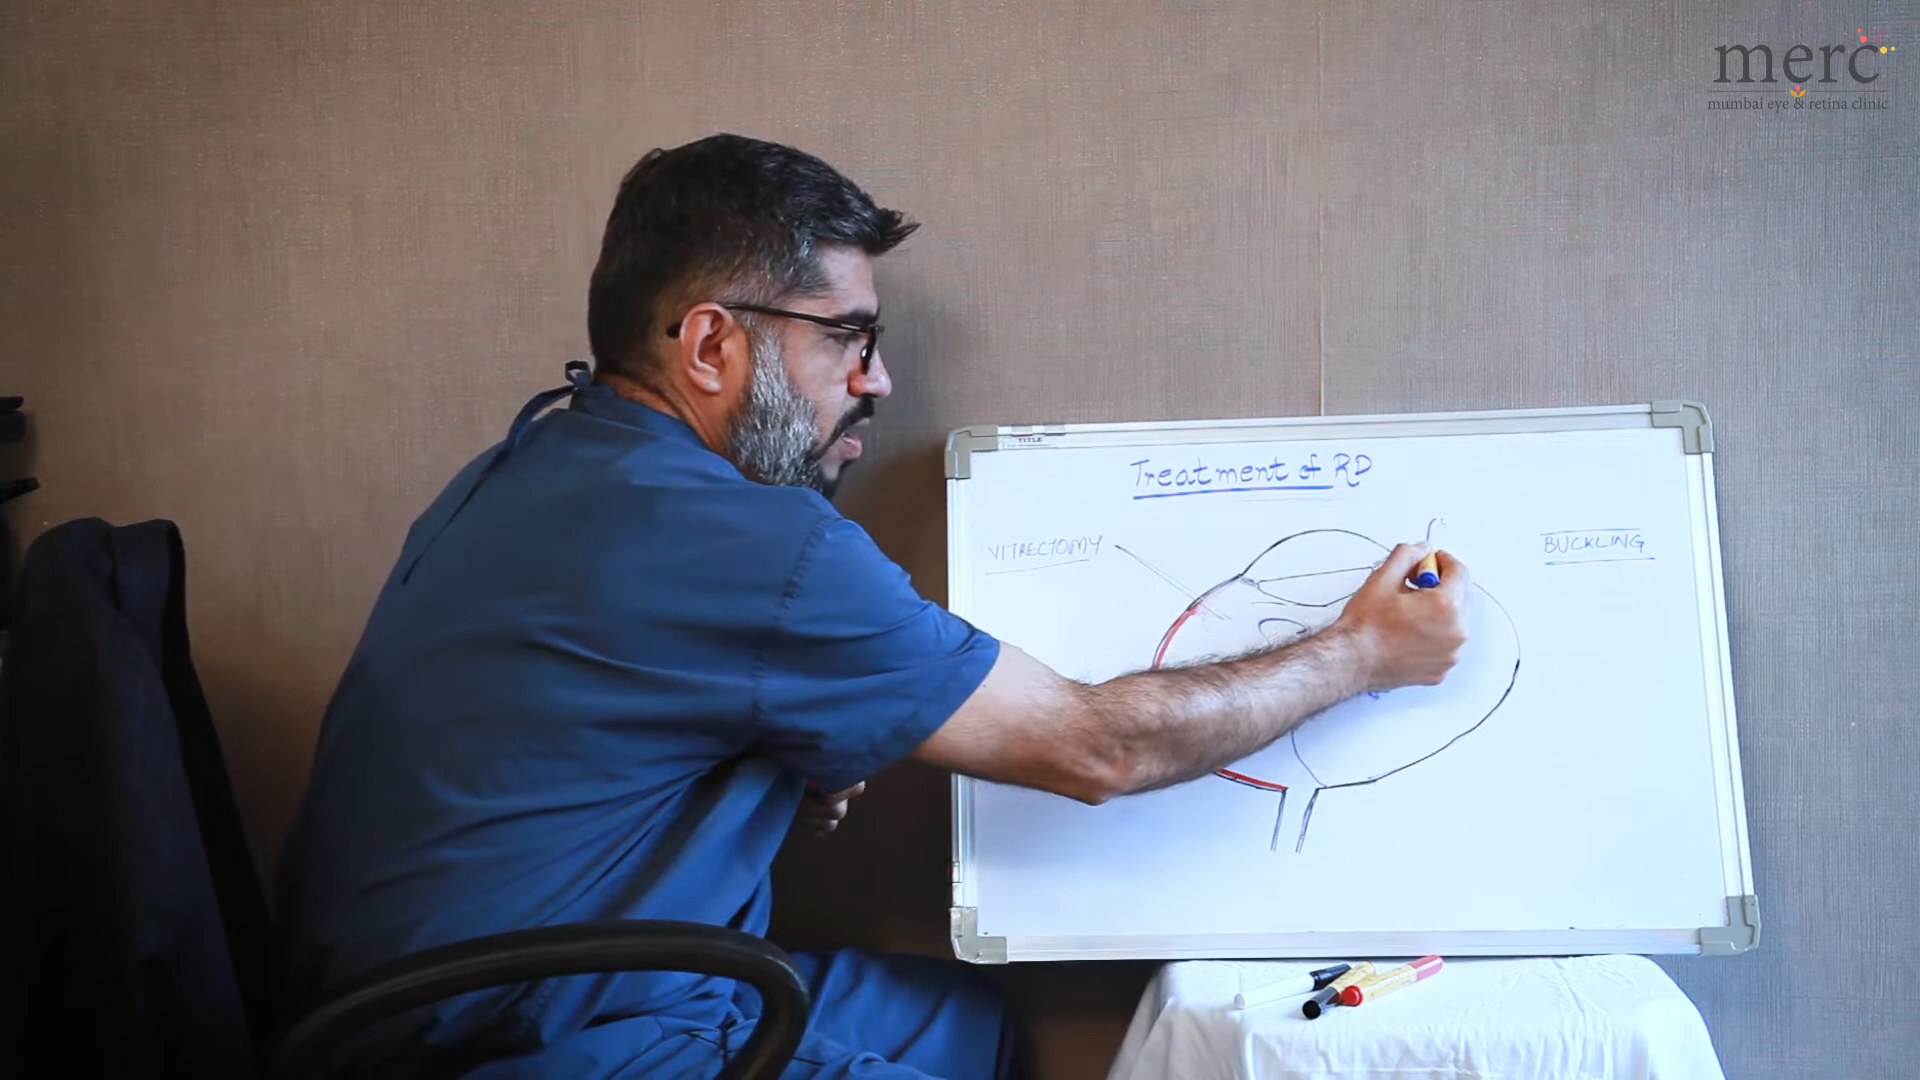 merc
mumbai eye & retina clinic
TITLE
Treatment of RD
VITRECTOMY
BUCKLING